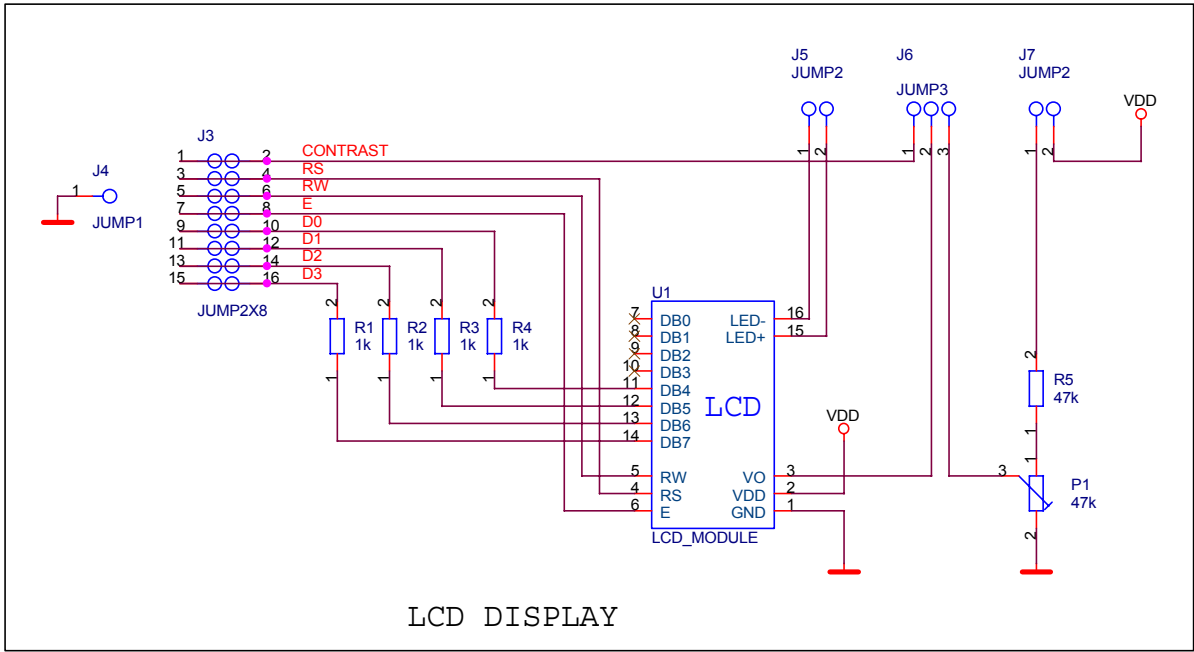 J5
JUMP2
J6
JUMP3
J7
JUMP2
VDD
1
2
1
2
3
1
2
J3
1
2
CONTRAST
3
4
RS
5
6
RW
7
8
E
9
10
D0
11
12
D1
13
14
D2
15
16
D3
JUMP2X8
J4
1
JUMP1
2
R1
1k
1
2
R2
1k
1
2
R3
1k
1
2
R4
1k
1
U1
7
DB0
8
DB1
9
DB2
10
DB3
11
DB4
12
DB5
13
DB6
14
DB7
5
RW
4
RS
6
E
LCD
LED-
16
LED+
15
VO
3
VDD
2
GND
1
LCD_MODULE
VDD
2
R5
47k
1
1
3
P1
47k
2
LCD DISPLAY